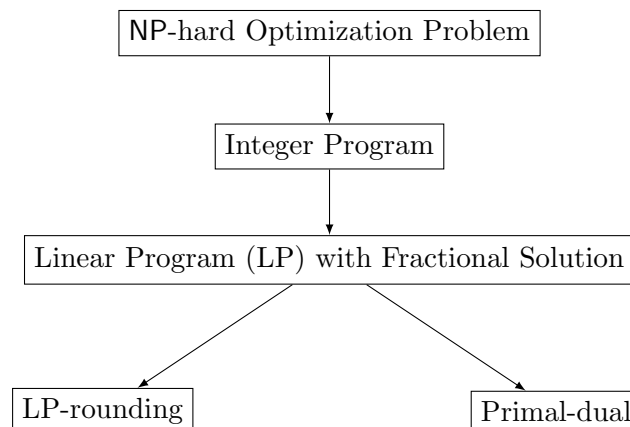 NP-hard Optimization Problem
Integer Program
Linear Program (LP) with Fractional Solution
LP-rounding
Primal-dual